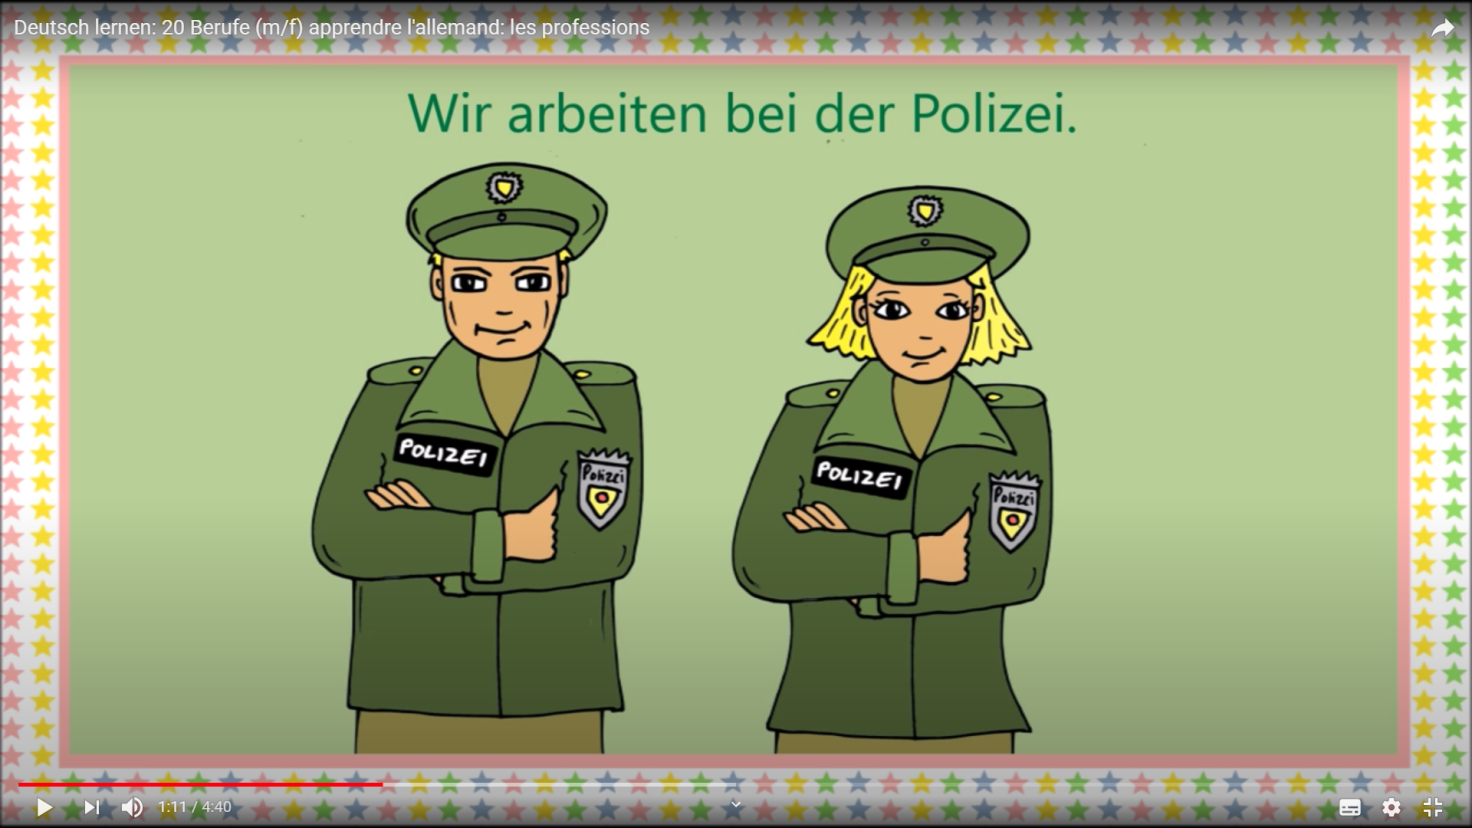 Deutsch lernen: 20 Berufe (m/f) apprendre l'allemand: les professions
Wir arbeiten bei der Polizei.
POLIZEI
Polizei
POLIZEI
Polizei
1:11 / 4:40